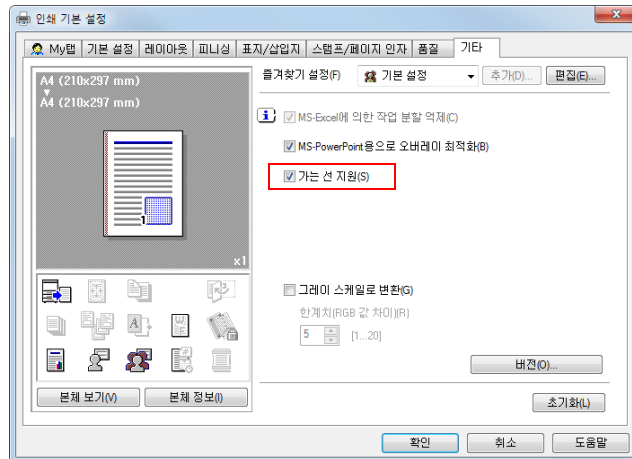 인쇄 기본 설정
My탭 기본 설정 레이아웃 피니싱 표지/삽입지 스탬프/페이지 인자 품질 기타
A4 (210x297 mm)
A4 (210x297 mm)
1
x1
즐겨찾기 설정(F) 기본 설정 추가(D)... 편집(E)...
MS-Excel에 의한 작업 분할 억제(C)
MS-PowerPoint용으로 오버레이 최적화(B)
가는 선 지원(S)
그레이 스케일로 변환(G)
한계치(RGB 값 차이)(R)
5 [1...20]
버젼(O)...
본체 보기(V) 본체 정보(I)
초기화(L)
확인 취소 도움말